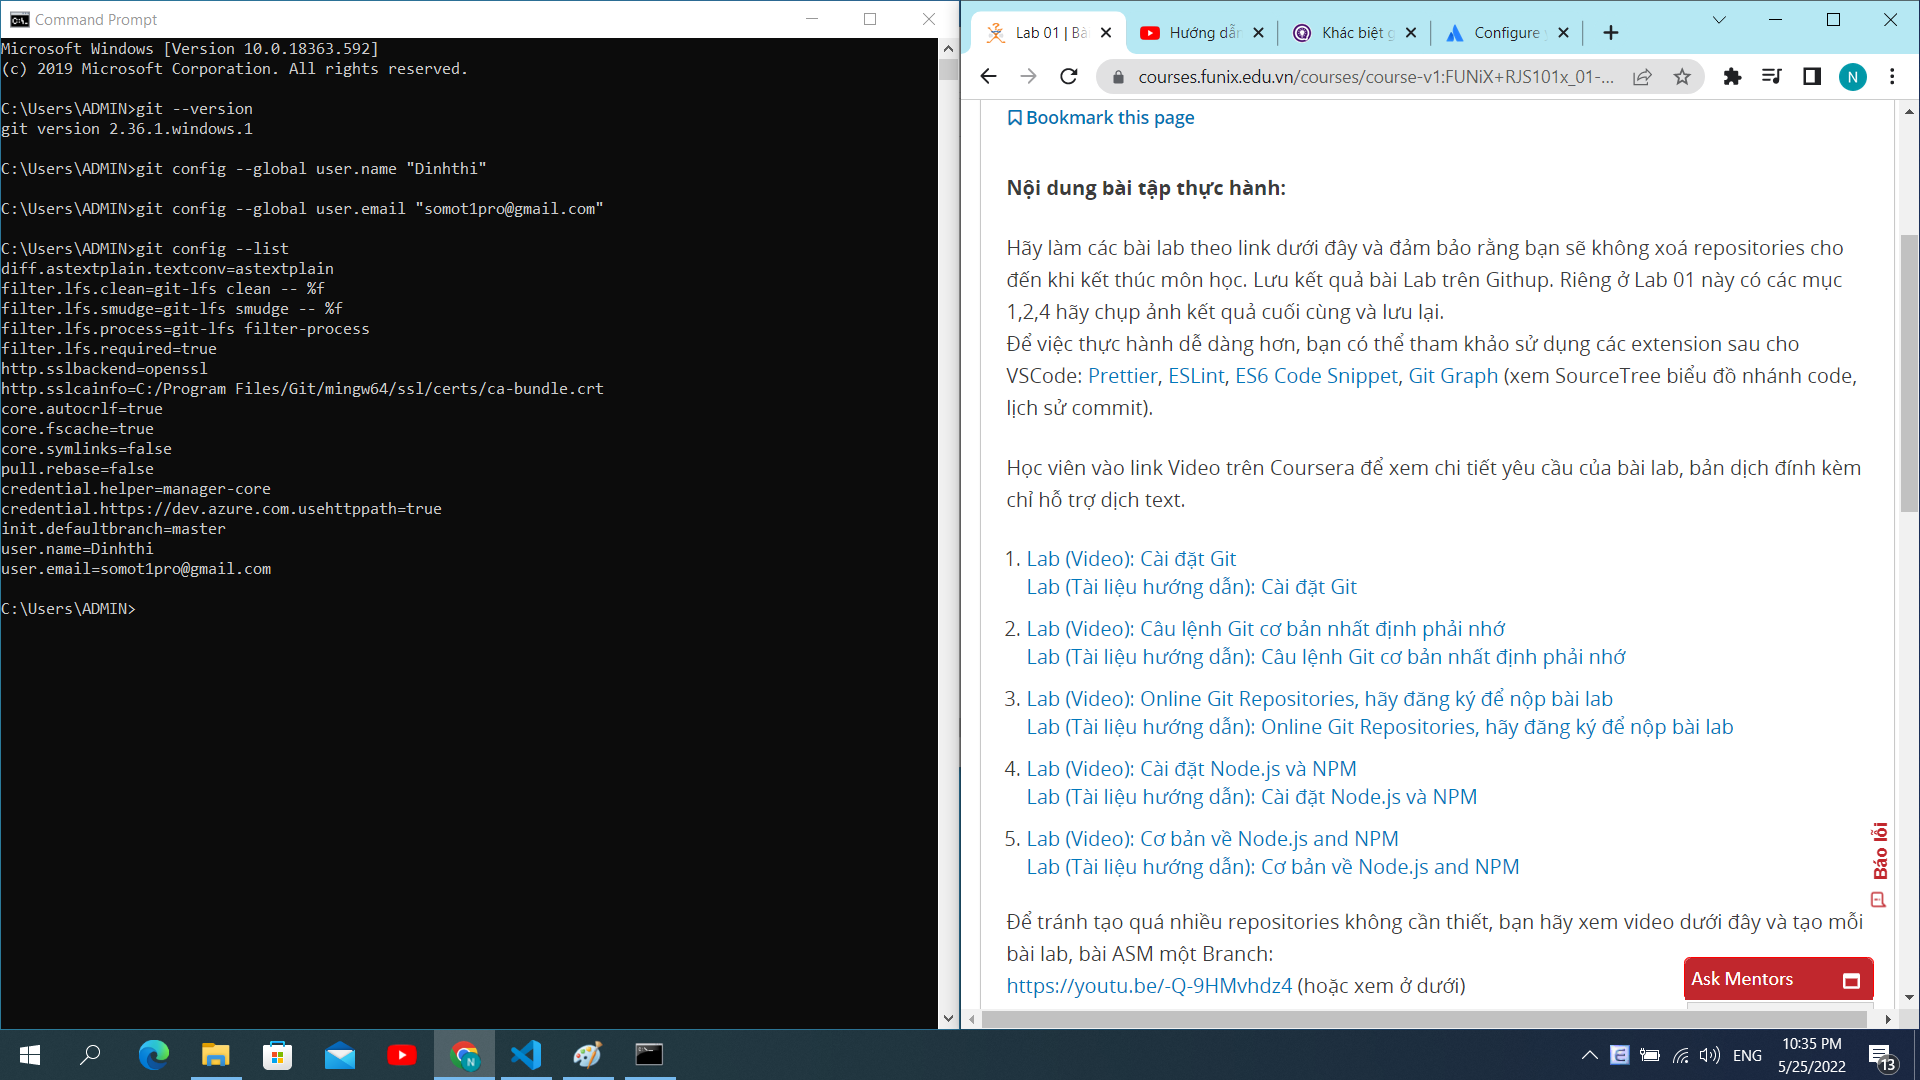 Command Prompt
Microsoft Windows [Version 10.0.18363.592]
(c) 2019 Microsoft Corporation. All rights reserved.
C:\Users\ADMIN>git --version
git version 2.36.1.windows.1
C:\Users\ADMIN>git config --global user.name "Dinhthi"
C:\Users\ADMIN>git config --global user.email "somot1pro@gmail.com"
C:\Users\ADMIN>git config --list
diff.astextplain.textconv=astextplain
filter.lfs.clean=git-lfs clean -- %f
filter.lfs.smudge=git-lfs smudge -- %f
filter.lfs.process=git-lfs filter-process
filter.lfs.required=true
http.sslbackend=openssl
http.sslcainfo=C:/Program Files/Git/mingw64/ssl/certs/ca-bundle.crt
core.autocrlf=true
core.fscache=true
core.symlinks=false
pull.rebase=false
credential.helper=manager-core
credential.https://dev.azure.com.usehttppath=true
init.defaultbranch=master
user.name=Dinhthi
user.email=somot1pro@gmail.com
C:\Users\ADMIN>
Lab 01 | Bà
Hướng dẫn
Khác biệt g
Configure y
courses.funix.edu.vn/courses/course-v1:FUNiX+RJS101x_01-...
N
Bookmark this page
Nội dung bài tập thực hành:
Hãy làm các bài lab theo link dưới đây và đảm bảo rằng bạn sẽ không xoá repositories cho
đến khi kết thúc môn học. Lưu kết quả bài Lab trên Githup. Riêng ở Lab 01 này có các mục
1,2,4 hãy chụp ảnh kết quả cuối cùng và lưu lại.
Để việc thực hành dễ dàng hơn, bạn có thể tham khảo sử dụng các extension sau cho
VSCode: Prettier, ESLint, ES6 Code Snippet, Git Graph (xem SourceTree biểu đồ nhánh code,
lịch sử commit).
Học viên vào link Video trên Coursera để xem chi tiết yêu cầu của bài lab, bản dịch đính kèm
chỉ hỗ trợ dịch text.
1. Lab (Video): Cài đặt Git
Lab (Tài liệu hướng dẫn): Cài đặt Git
2. Lab (Video): Câu lệnh Git cơ bản nhất định phải nhớ
Lab (Tài liệu hướng dẫn): Câu lệnh Git cơ bản nhất định phải nhớ
3. Lab (Video): Online Git Repositories, hãy đăng ký để nộp bài lab
Lab (Tài liệu hướng dẫn): Online Git Repositories, hãy đăng ký để nộp bài lab
4. Lab (Video): Cài đặt Node.js và NPM
Lab (Tài liệu hướng dẫn): Cài đặt Node.js và NPM
5. Lab (Video): Cơ bản về Node.js and NPM
Lab (Tài liệu hướng dẫn): Cơ bản về Node.js and NPM
Báo lỗi
Để tránh tạo quá nhiều repositories không cần thiết, bạn hãy xem video dưới đây và tạo mỗi
bài lab, bài ASM một Branch:
https://youtu.be/-Q-9HMvhdz4 (hoặc xem ở dưới)
Ask Mentors
ENG
10:35 PM
5/25/2022
13